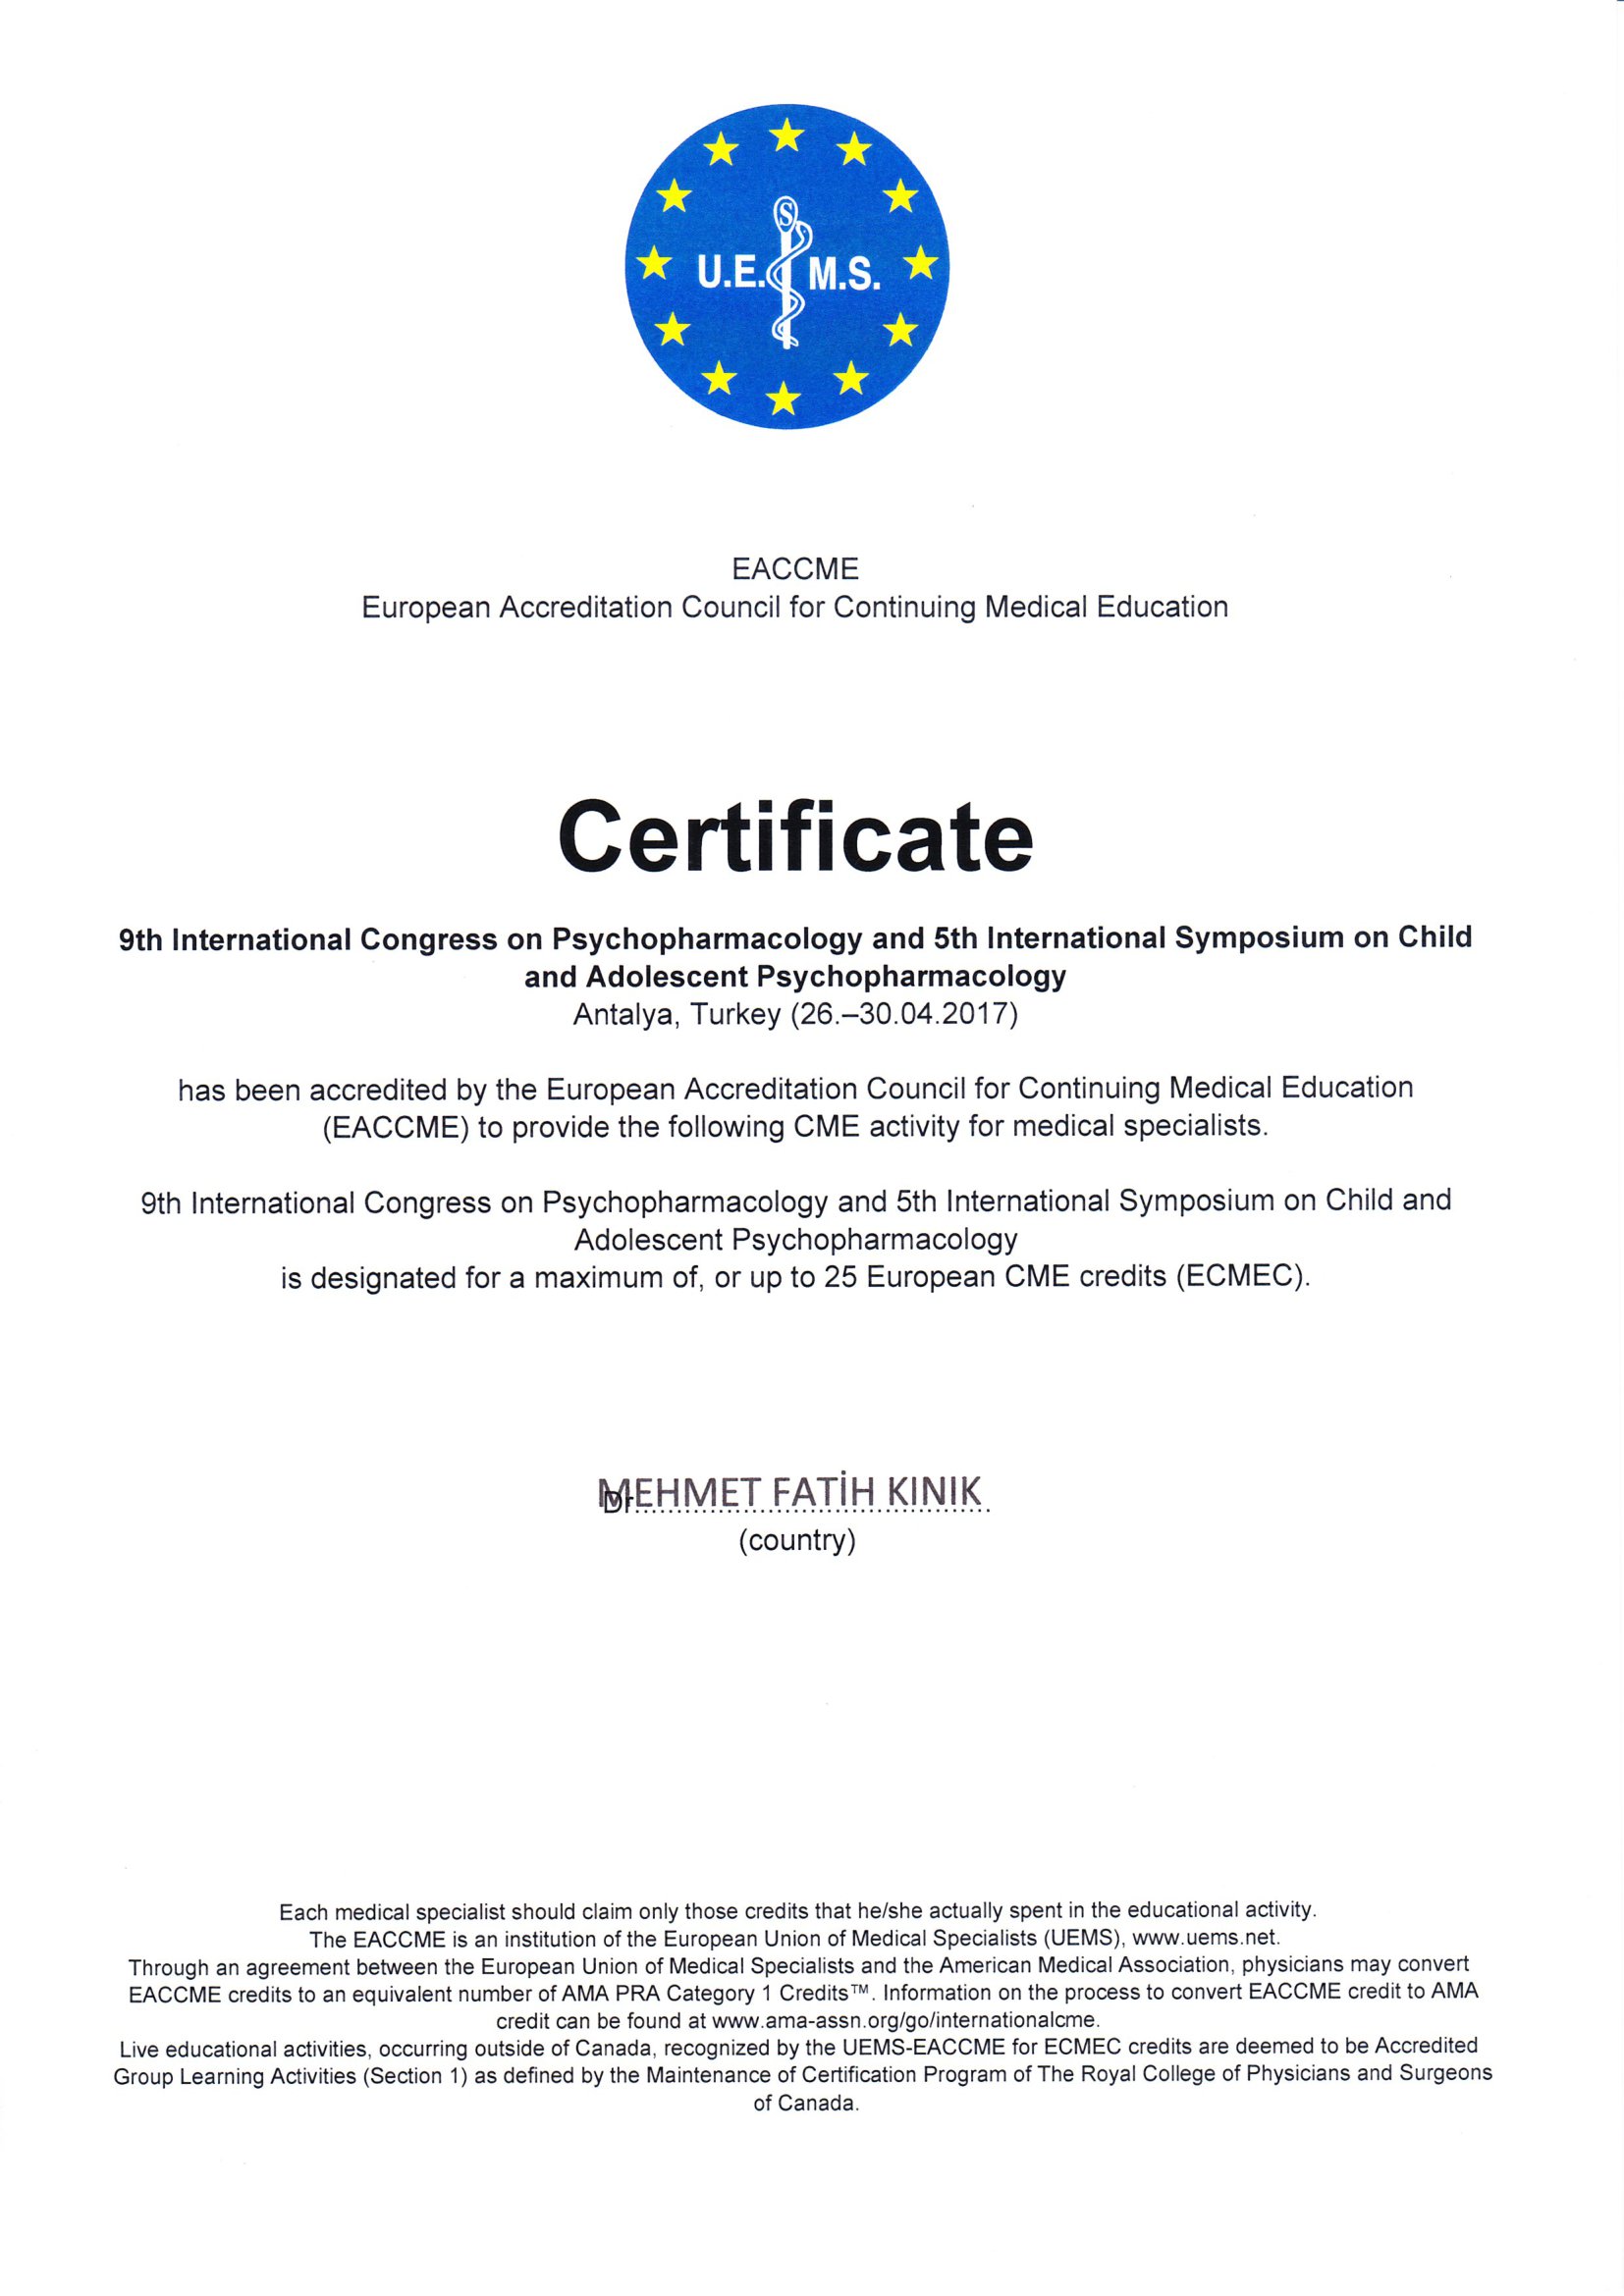 S
U.E. M.S.
EACCME
European Accreditation Council for Continuing Medical Education
Certificate
9th International Congress on Psychopharmacology and 5th International Symposium on Child
and Adolescent Psychopharmacology
Antalya, Turkey (26.–30.04.2017)
has been accredited by the European Accreditation Council for Continuing Medical Education
(EACCME) to provide the following CME activity for medical specialists.
9th International Congress on Psychopharmacology and 5th International Symposium on Child and
Adolescent Psychopharmacology
is designated for a maximum of, or up to 25 European CME credits (ECMEC).
Dr MEHMET FATİH KINIK
(country)
Each medical specialist should claim only those credits that he/she actually spent in the educational activity.
The EACCME is an institution of the European Union of Medical Specialists (UEMS), www.uems.net.
Through an agreement between the European Union of Medical Specialists and the American Medical Association, physicians may convert
EACCME credits to an equivalent number of AMA PRA Category 1 Credits™. Information on the process to convert EACCME credit to AMA
credit can be found at www.ama-assn.org/go/internationalcme.
Live educational activities, occurring outside of Canada, recognized by the UEMS-EACCME for ECMEC credits are deemed to be Accredited
Group Learning Activities (Section 1) as defined by the Maintenance of Certification Program of The Royal College of Physicians and Surgeons
of Canada.